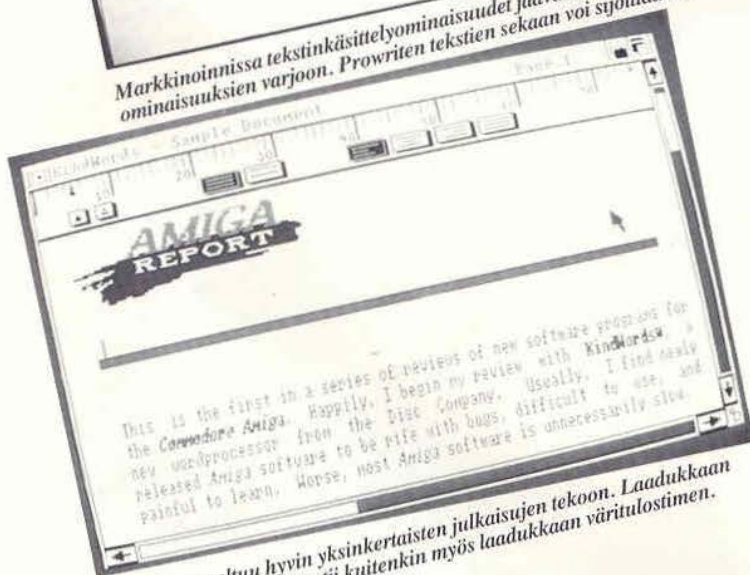 Markkinoinnissa tekstinkäsittelyominaisuudet
ominaisuuksien varjoon. Prowriten tekstien sekaan voi
KindWords - Sample Document Page 1
AMIGA
REPORT
This is the first in a series of reviews of new software programs for
the Commodore Amiga. Happily, I begin my review with KindWords, a
new wordprocessor from the Disc Company. Usually, I find newly
released Amiga software to be rife with bugs, difficult to use, and
painful to learn. Worse, most Amiga software is unnecessarily slow.
hyvin yksinkertaisten julkaisujen tekoon. Laadukkaan
kuitenkin myös laadukkaan väritulostimen.